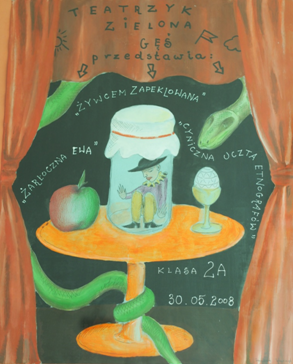 TEATRZYK
ZIELONA
GĘŚ
przedstawia:
„ŻYWCEM ZAPEKLOWANA"
„ŻARŁOCZNA EWA"
„CYNICZNA UCZTA ETNOGRAFÓW"
KLASA 2A
30.05.2008